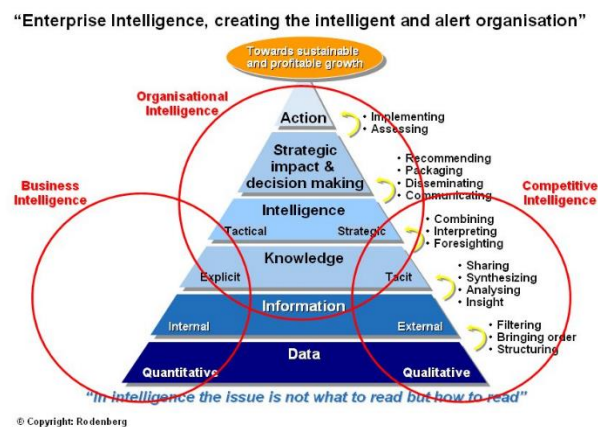 “Enterprise Intelligence, creating the intelligent and alert organisation”
Towards sustainable
and profitable growth
Organisational
Intelligence
Action
• Implementing
• Assessing
Strategic
impact &
decision making
• Recommending
• Packaging
• Disseminating
• Communicating
Business
Intelligence
Competitive
Intelligence
Intelligence
Tactical
Strategic
• Combining
• Interpreting
• Foresighting
Knowledge
Explicit
Tacit
• Sharing
• Synthesizing
• Analysing
• Insight
Information
Internal
External
• Filtering
• Bringing order
• Structuring
Data
Quantitative
Qualitative
“In intelligence the issue is not what to read but how to read”
© Copyright: Rodenberg